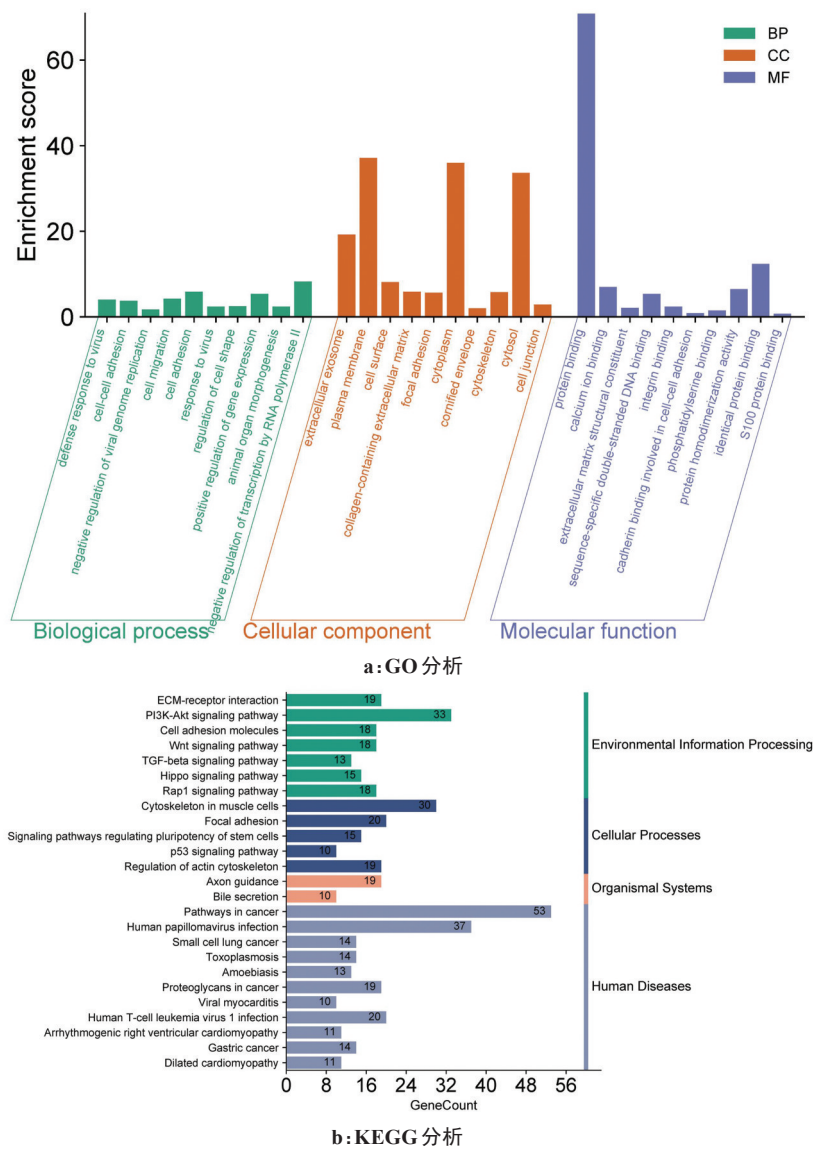 60
40
20
0
Enrichment score
BP
CC
MF
defense response to virus
cell-cell adhesion
negative regulation of viral genome replication
cell migration
cell adhesion
response to virus
regulation of cell shape
positive regulation of gene expression
animal organ morphogenesis
negative regulation of transcription by RNA polymerase II
extracellular exosome
plasma membrane
cell surface
collagen-containing extracellular matrix
focal adhesion
cytoplasm
cornified envelope
cytoskeleton
cytosol
cell junction
protein binding
calcium ion binding
extracellular matrix structural constituent
sequence-specific double-stranded DNA binding
integrin binding
cadherin binding involved in cell-cell adhesion
phosphatidylserine binding
protein homodimerization activity
identical protein binding
S100 protein binding
Biological process
Cellular component
Molecular function
a:GO分析
ECM-receptor interaction 19
PI3K-Akt signaling pathway 33
Cell adhesion molecules 18
Wnt signaling pathway 18
TGF-beta signaling pathway 13
Hippo signaling pathway 15
Rap1 signaling pathway 18
Environmental Information Processing
Cytoskeleton in muscle cells 30
Focal adhesion 20
Signaling pathways regulating pluripotency of stem cells 15
p53 signaling pathway 10
Regulation of actin cytoskeleton 19
Cellular Processes
Axon guidance 19
Bile secretion 10
Organismal Systems
Pathways in cancer 53
Human papillomavirus infection 37
Small cell lung cancer 14
Toxoplasmosis 14
Amoebiasis 13
Proteoglycans in cancer 19
Viral myocarditis 10
Human T-cell leukemia virus 1 infection 20
Arrhythmogenic right ventricular cardiomyopathy 11
Gastric cancer 14
Dilated cardiomyopathy 11
Human Diseases
0 8 16 24 32 40 48 56
GeneCount
b:KEGG分析